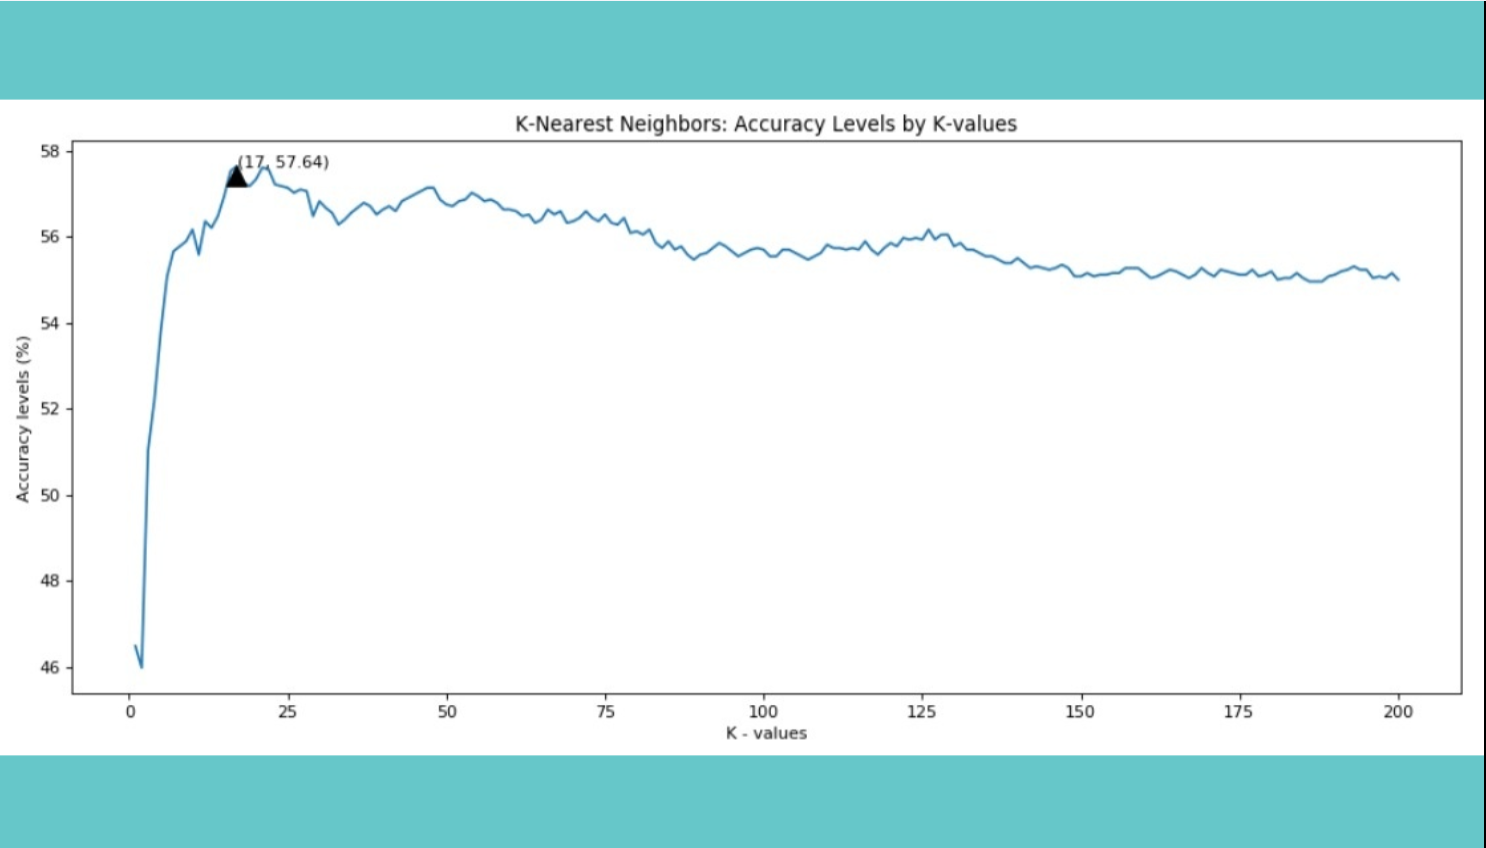 K-Nearest Neighbors: Accuracy Levels by K-values
58
(17, 57.64)
56
54
52
50
48
46
Accuracy levels (%)
0 25 50 75 100 125 150 175 200
K - values